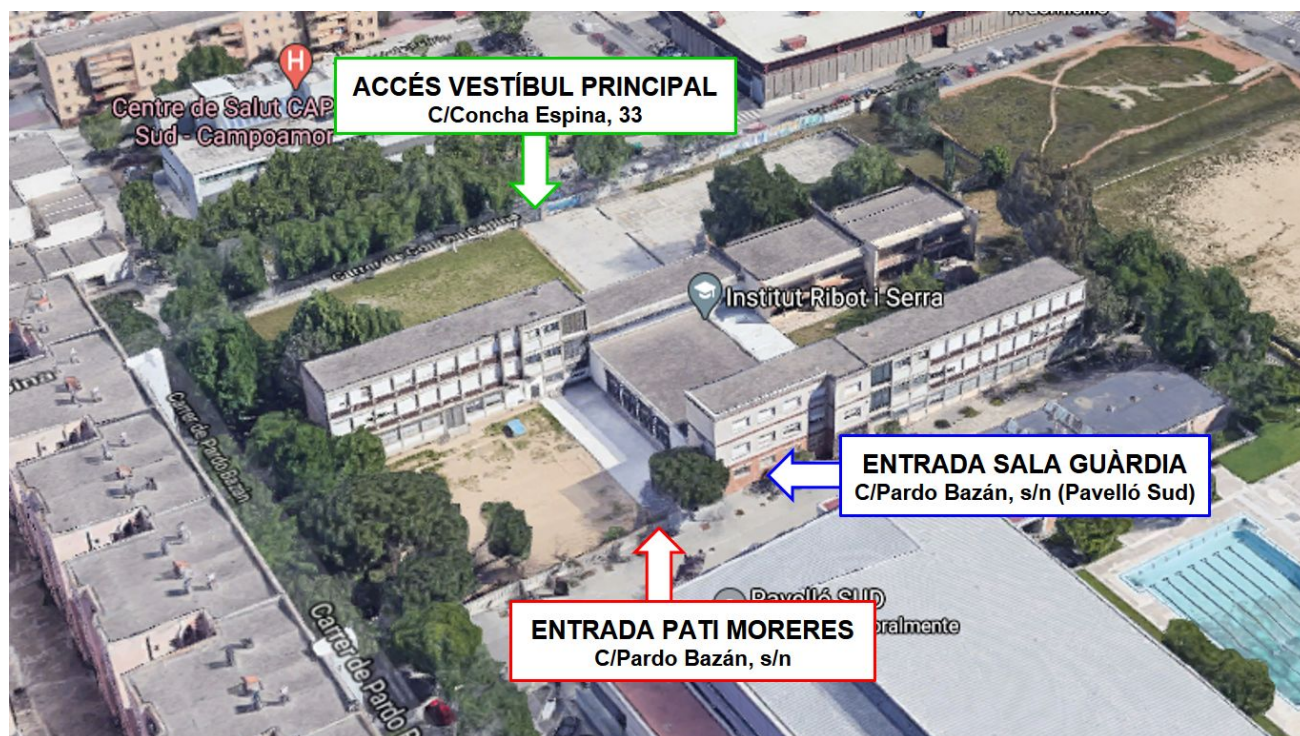 H
Centre de Salut CAP
Sud - Campoamor
ACCÉS VESTÍBUL PRINCIPAL
C/Concha Espina, 33
Institut Ribot i Serra
Carrer de Pardo Bazán
ENTRADA SALA GUÀRDIA
C/Pardo Bazán, s/n (Pavelló Sud)
Pavelló SUD
ENTRADA PATI MORERES
C/Pardo Bazán, s/n
Carrer de Pardo